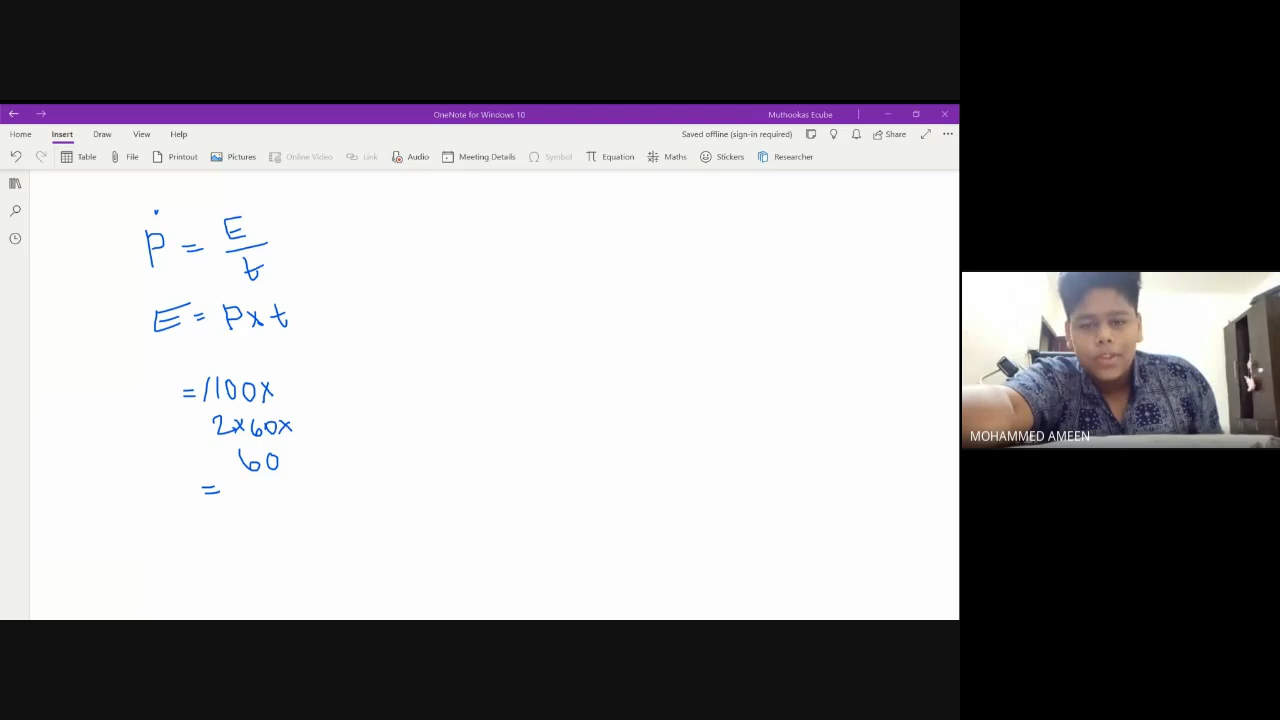 OneNote for Windows 10
Muthookas Ecube
Home Insert Draw View Help
Saved offline (sign-in required) Share
Table File Printout Pictures Online Video Link Audio Meeting Details Symbol Equation Maths Stickers Researcher
P = E/t
E = P x t
= 1100 x
2 x 60 x
60
=
MOHAMMED AMEEN